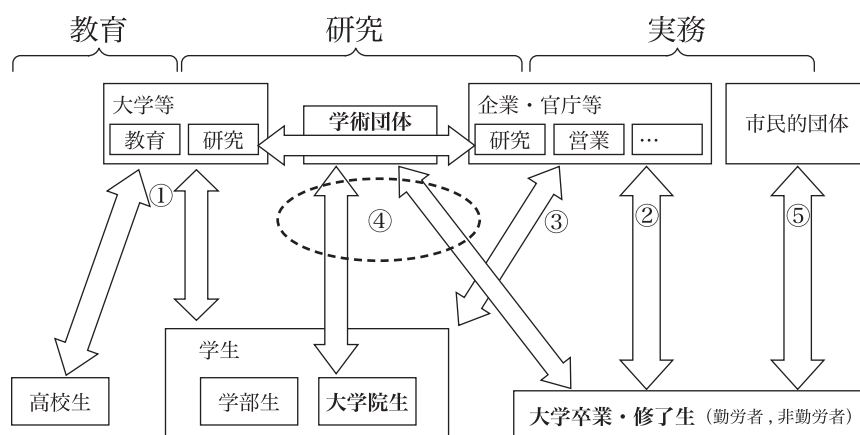 教育
研究
実務
大学等
教育
研究
学術団体
企業・官庁等
研究
営業
…
市民的団体
①
④
③
②
⑤
学生
高校生
学部生
大学院生
大学卒業・修了生（勤労者，非勤労者）